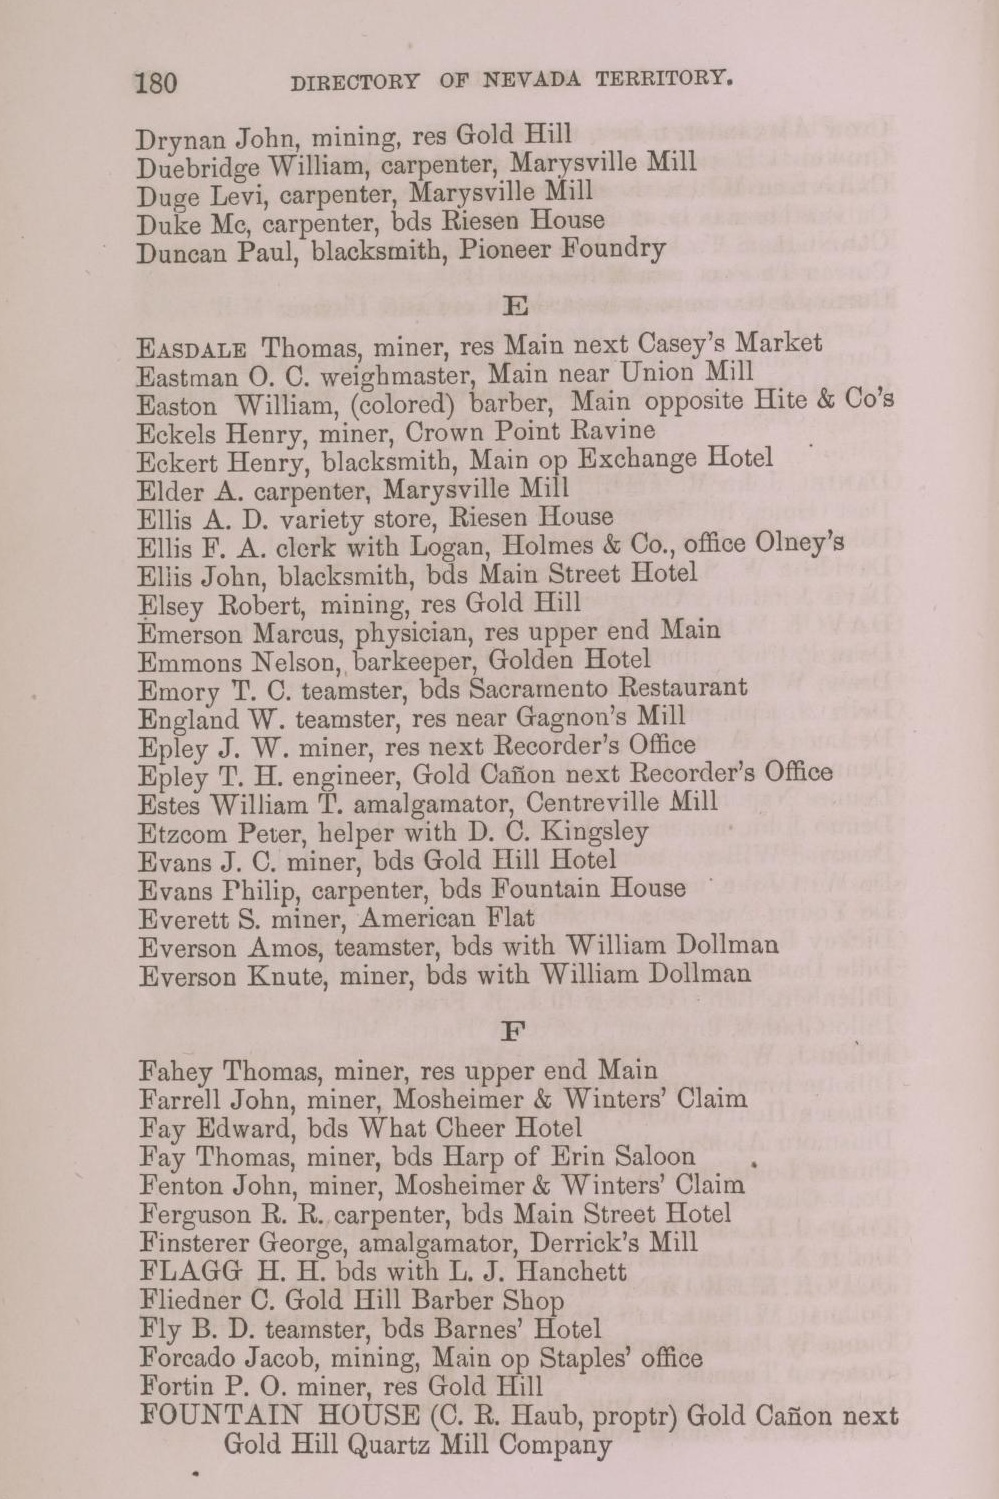 180 DIRECTORY OF NEVADA TERRITORY.
Drynan John, mining, res Gold Hill
Duebridge William, carpenter, Marysville Mill
Duge Levi, carpenter, Marysville Mill
Duke Mc, carpenter, bds Riesen House
Duncan Paul, blacksmith, Pioneer Foundry
E
EASDALE Thomas, miner, res Main next Casey's Market
Eastman O. C. weighmaster, Main near Union Mill
Easton William, (colored) barber, Main opposite Hite & Co's
Eckels Henry, miner, Crown Point Ravine
Eckert Henry, blacksmith, Main op Exchange Hotel
Elder A. carpenter, Marysville Mill
Ellis A. D. variety store, Riesen House
Ellis F. A. clerk with Logan, Holmes & Co., office Olney's
Ellis John, blacksmith, bds Main Street Hotel
Elsey Robert, mining, res Gold Hill
Emerson Marcus, physician, res upper end Main
Emmons Nelson, barkeeper, Golden Hotel
Emory T. C. teamster, bds Sacramento Restaurant
England W. teamster, res near Gagnon's Mill
Epley J. W. miner, res next Recorder's Office
Epley T. H. engineer, Gold Cañon next Recorder's Office
Estes William T. amalgamator, Centreville Mill
Etzcom Peter, helper with D. C. Kingsley
Evans J. C. miner, bds Gold Hill Hotel
Evans Philip, carpenter, bds Fountain House
Everett S. miner, American Flat
Everson Amos, teamster, bds with William Dollman
Everson Knute, miner, bds with William Dollman
F
Fahey Thomas, miner, res upper end Main
Farrell John, miner, Mosheimer & Winters' Claim
Fay Edward, bds What Cheer Hotel
Fay Thomas, miner, bds Harp of Erin Saloon
Fenton John, miner, Mosheimer & Winters' Claim
Ferguson R. R. carpenter, bds Main Street Hotel
Finsterer George, amalgamator, Derrick's Mill
FLAGG H. H. bds with L. J. Hanchett
Fliedner C. Gold Hill Barber Shop
Fly B. D. teamster, bds Barnes' Hotel
Forcado Jacob, mining, Main op Staples' office
Fortin P. O. miner, res Gold Hill
FOUNTAIN HOUSE (C. R. Haub, proptr) Gold Cañon next
Gold Hill Quartz Mill Company